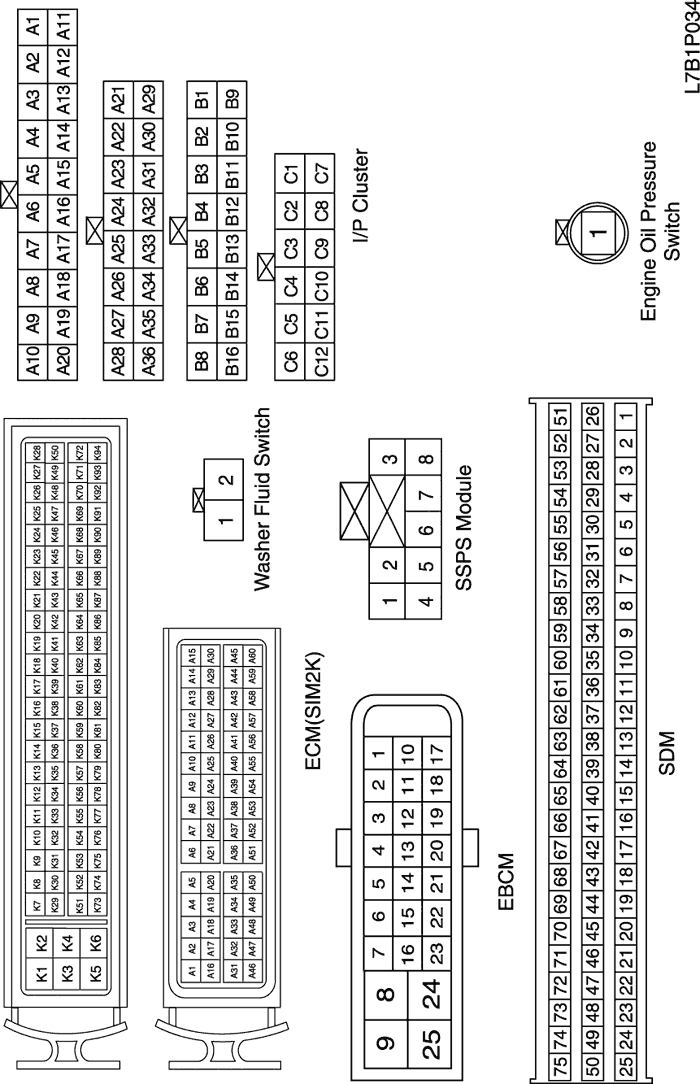 K1 K2
K3 K4
K5 K6
K7 K8 K9 K10 K11 K12 K13 K14 K15 K16 K17 K18 K19 K20 K21 K22 K23 K24 K25 K26 K27 K28
K29 K30 K31 K32 K33 K34 K35 K36 K37 K38 K39 K40 K41 K42 K43 K44 K45 K46 K47 K48 K49 K50
K51 K52 K53 K54 K55 K56 K57 K58 K59 K60 K61 K62 K63 K64 K65 K66 K67 K68 K69 K70 K71 K72
K73 K74 K75 K76 K77 K78 K79 K80 K81 K82 K83 K84 K85 K86 K87 K88 K89 K90 K91 K92 K93 K94
A1 A2 A3 A4 A5 A6 A7 A8 A9 A10 A11 A12 A13 A14 A15
A16 A17 A18 A19 A20 A21 A22 A23 A24 A25 A26 A27 A28 A29 A30
A31 A32 A33 A34 A35 A36 A37 A38 A39 A40 A41 A42 A43 A44 A45
A46 A47 A48 A49 A50 A51 A52 A53 A54 A55 A56 A57 A58 A59 A60
ECM(SIM2K)
1 2
Washer Fluid Switch
A10 A9 A8 A7 A6 A5 A4 A3 A2 A1
A20 A19 A18 A17 A16 A15 A14 A13 A12 A11
A28 A27 A26 A25 A24 A23 A22 A21
A36 A35 A34 A33 A32 A31 A30 A29
B8 B7 B6 B5 B4 B3 B2 B1
B16 B15 B14 B13 B12 B11 B10 B9
C6 C5 C4 C3 C2 C1
C12 C11 C10 C9 C8 C7
I/P Cluster
9 8
7 6 5 4 3 2 1
16 15 14 13 12 11 10
25 24
23 22 21 20 19 18 17
EBCM
1 2 3
4 5 6 7 8
SSPS Module
75 74 73 72 71 70 69 68 67 66 65 64 63 62 61 60 59 58 57 56 55 54 53 52 51
50 49 48 47 46 45 44 43 42 41 40 39 38 37 36 35 34 33 32 31 30 29 28 27 26
25 24 23 22 21 20 19 18 17 16 15 14 13 12 11 10 9 8 7 6 5 4 3 2 1
SDM
1
Engine Oil Pressure
Switch
L7B1P034